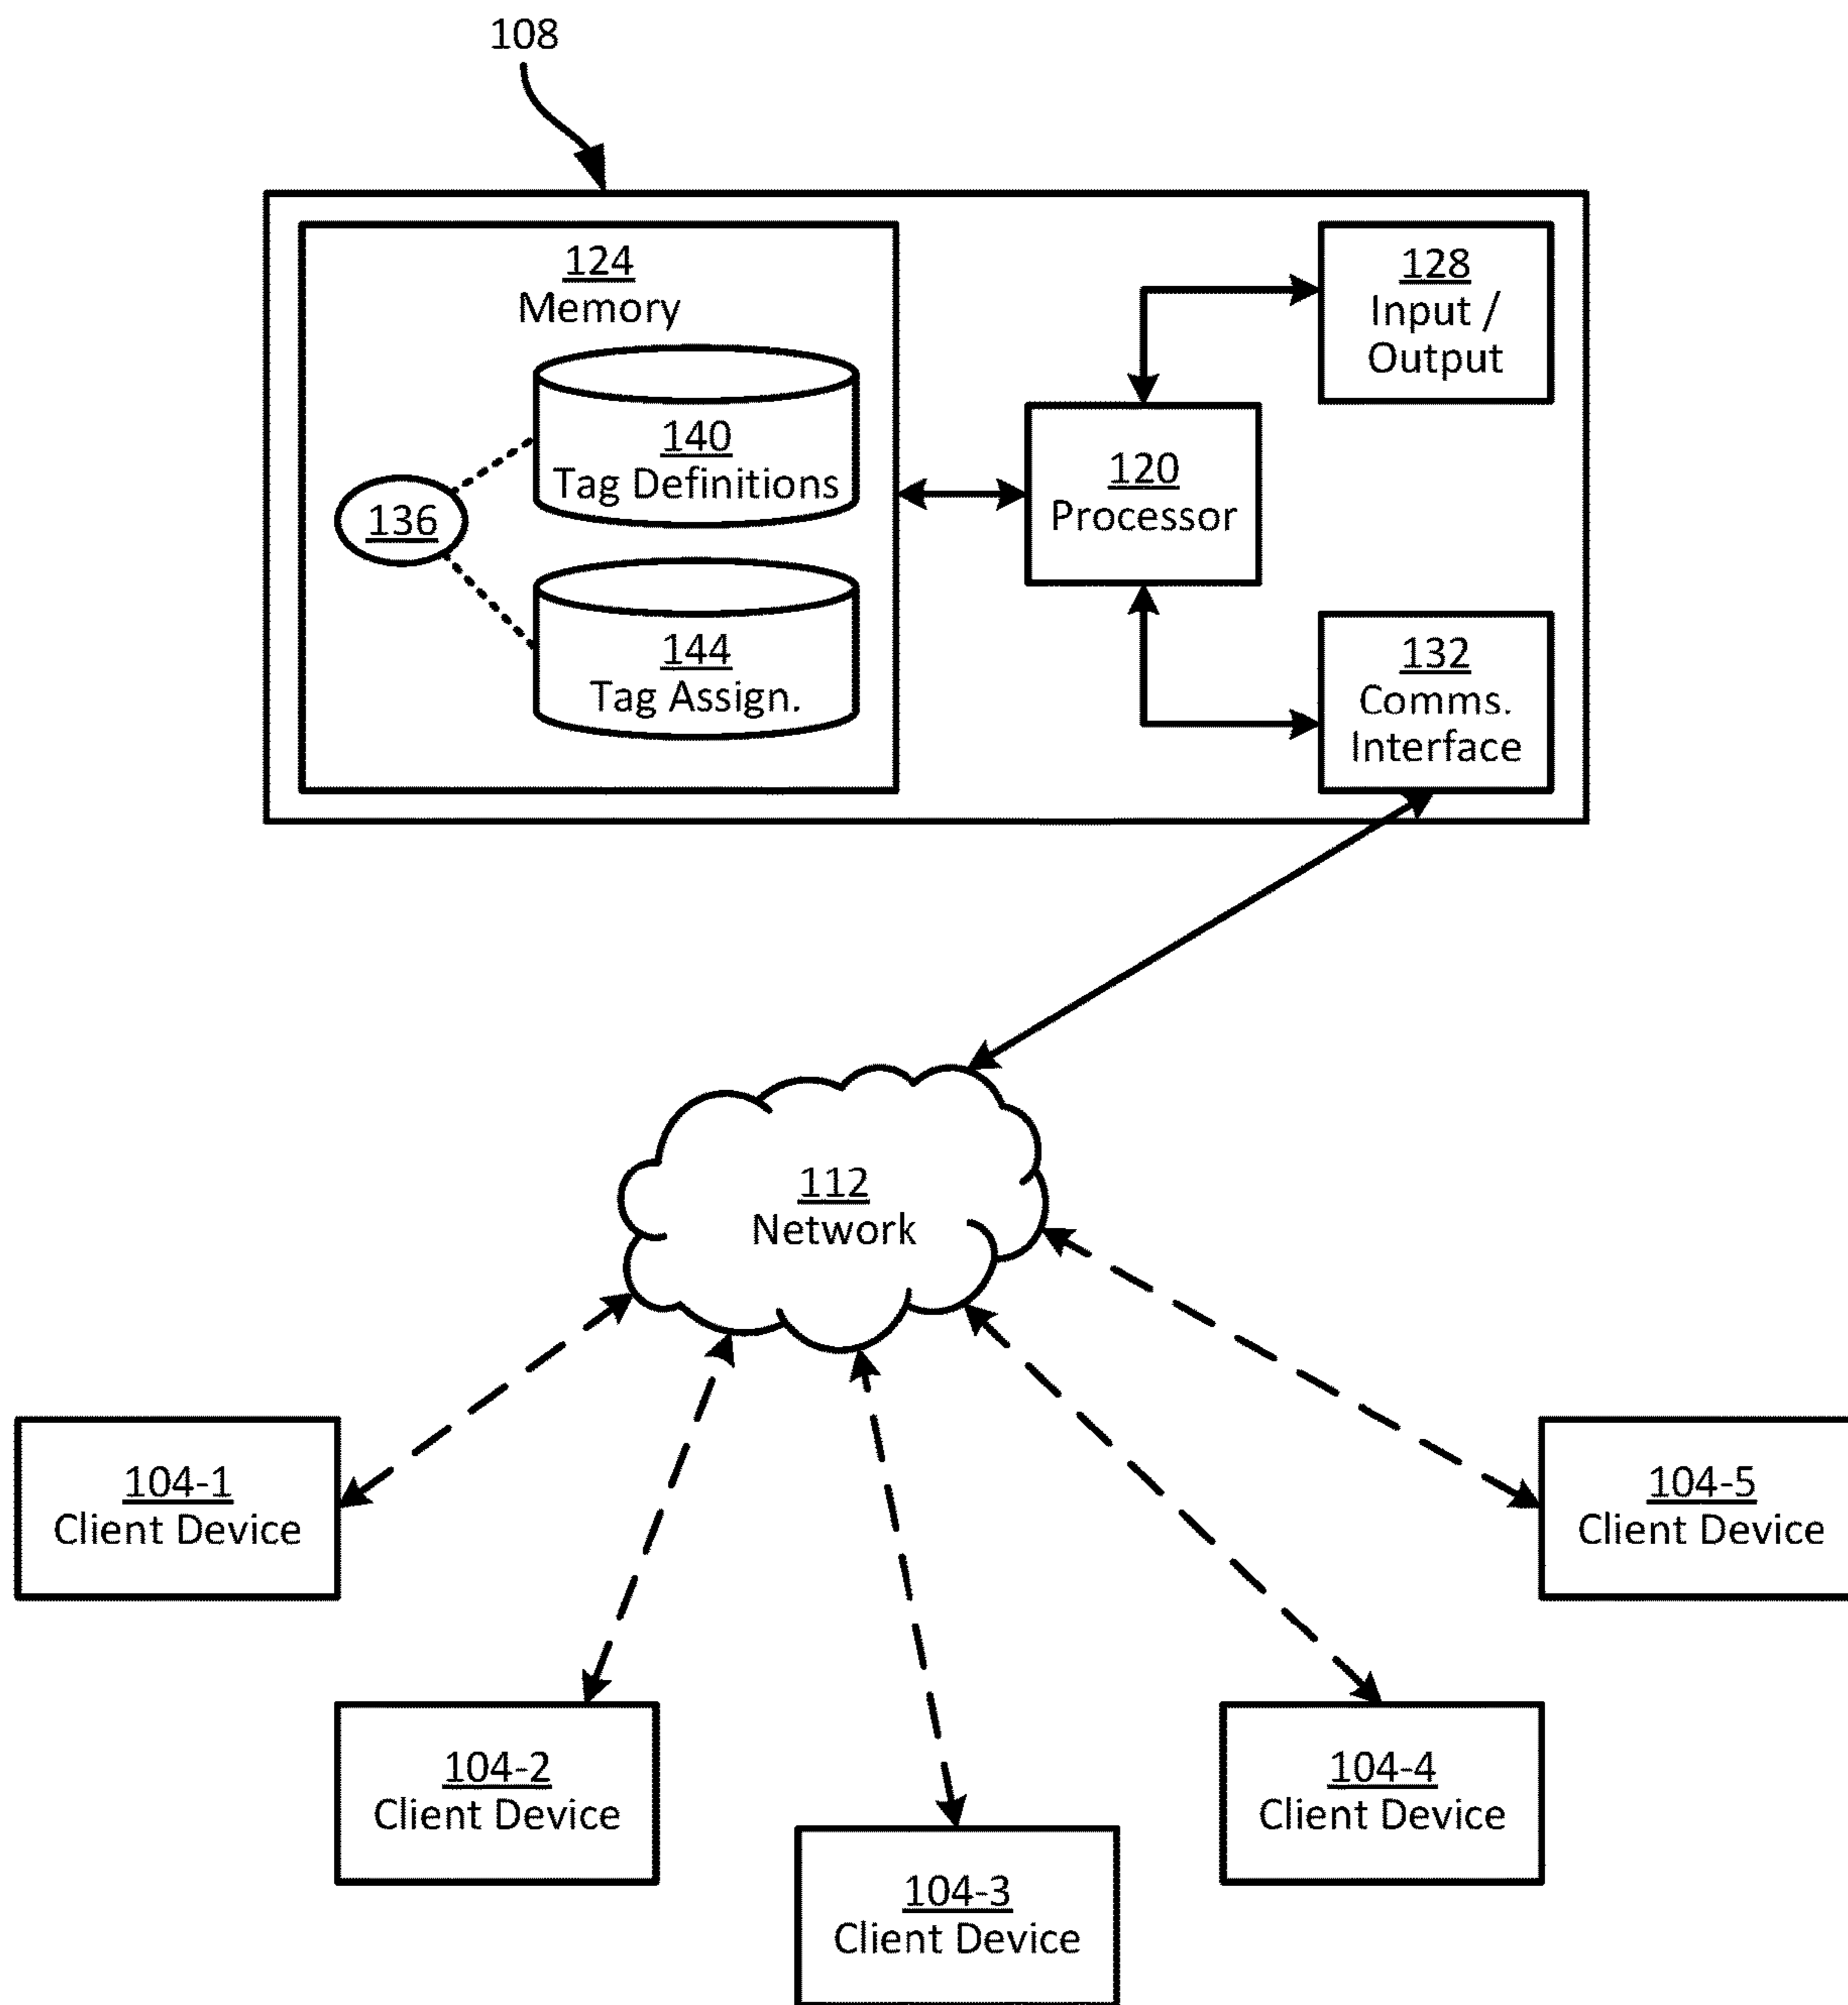 108
124
Memory
128
Input /
Output
140
Tag Definitions
136
120
Processor
144
Tag Assign.
132
Comms.
Interface
112
Network
104-1
Client Device
104-5
Client Device
104-2
Client Device
104-4
Client Device
104-3
Client Device